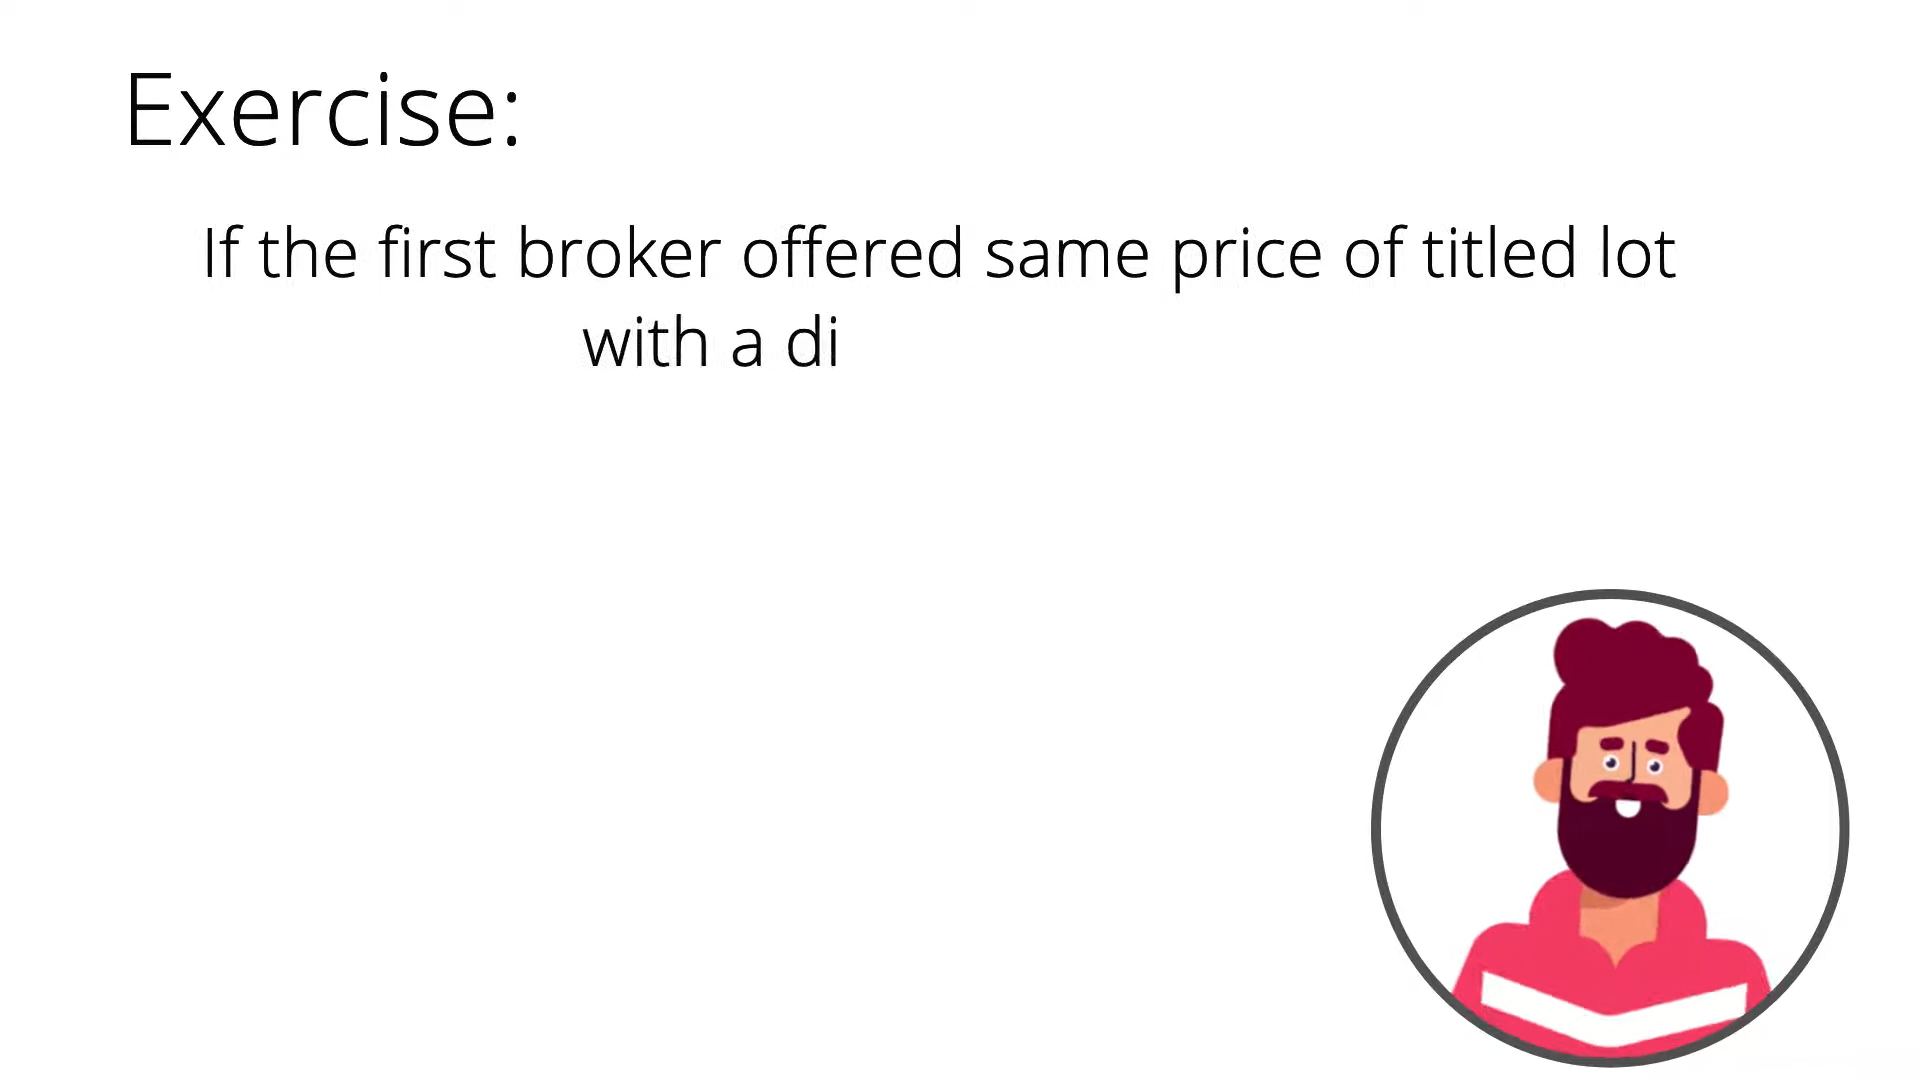 Exercise:
If the first broker offered same price of titled lot
with a di